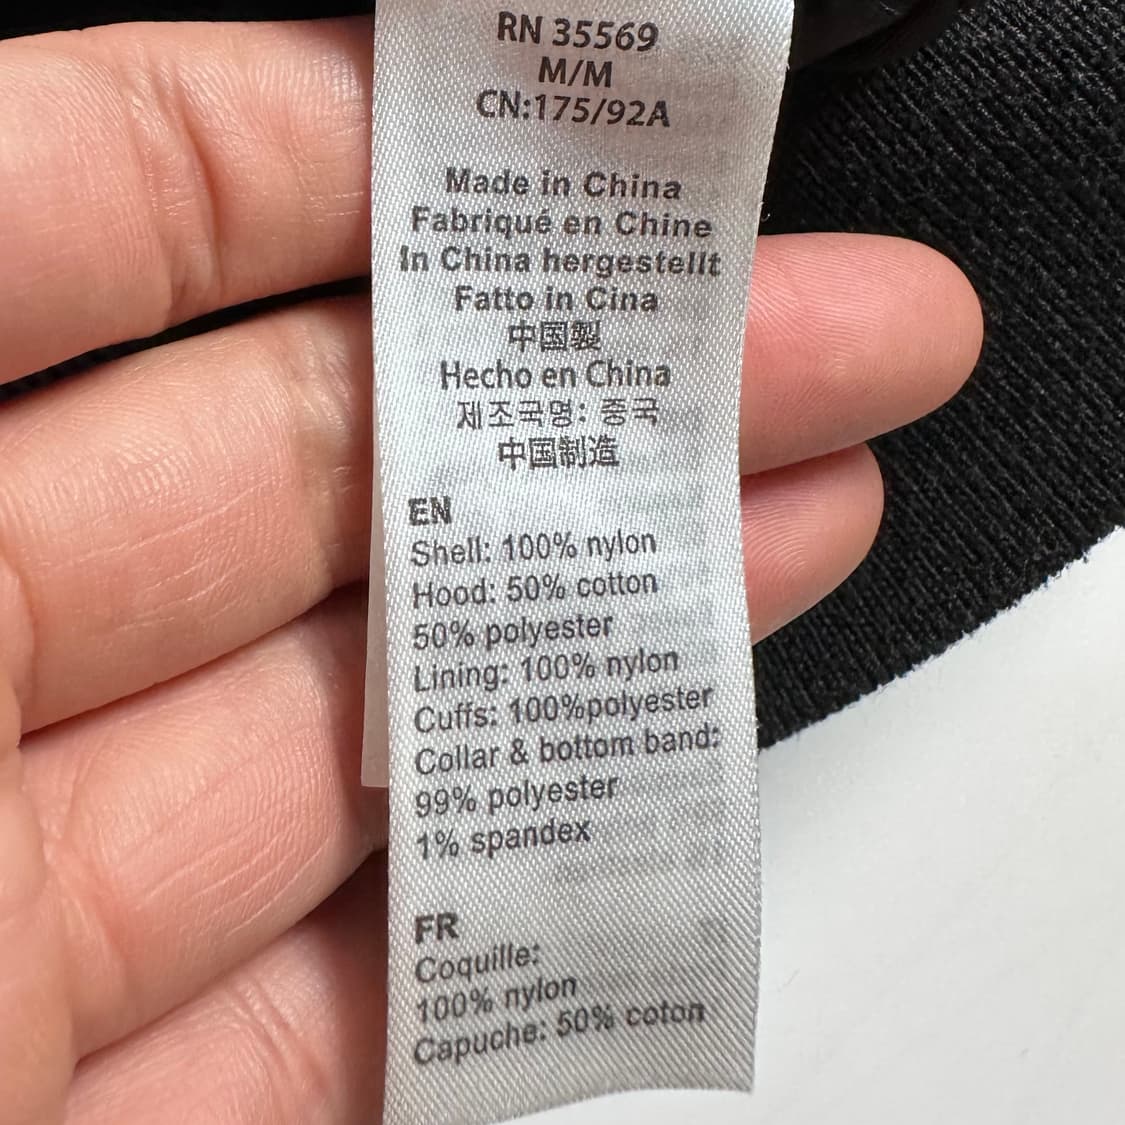 RN 35569
M/M
CN:175/92A
Made in China
Fabriqué en Chine
In China hergestellt
Fatto in Cina
中国製
Hecho en China
제조국명: 중국
中国制造
EN
Shell: 100% nylon
Hood: 50% cotton
50% polyester
Lining: 100% nylon
Cuffs: 100%polyester
Collar & bottom band:
99% polyester
1% spandex
FR
Coquille:
100% nylon
Capuche: 50% coton